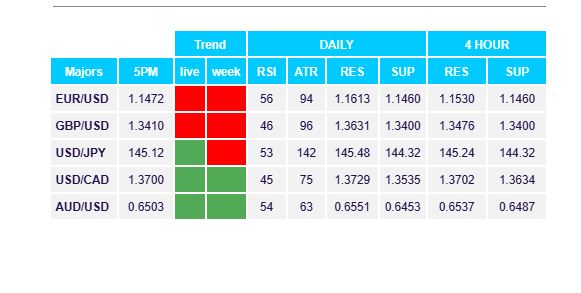 Trend DAILY 4 HOUR
Majors 5PM live week RSI ATR RES SUP RES SUP
EUR/USD 1.1472 56 94 1.1613 1.1460 1.1530 1.1460
GBP/USD 1.3410 46 96 1.3631 1.3400 1.3476 1.3400
USD/JPY 145.12 53 142 145.48 144.32 145.24 144.32
USD/CAD 1.3700 45 75 1.3729 1.3535 1.3702 1.3634
AUD/USD 0.6503 54 63 0.6551 0.6453 0.6537 0.6487